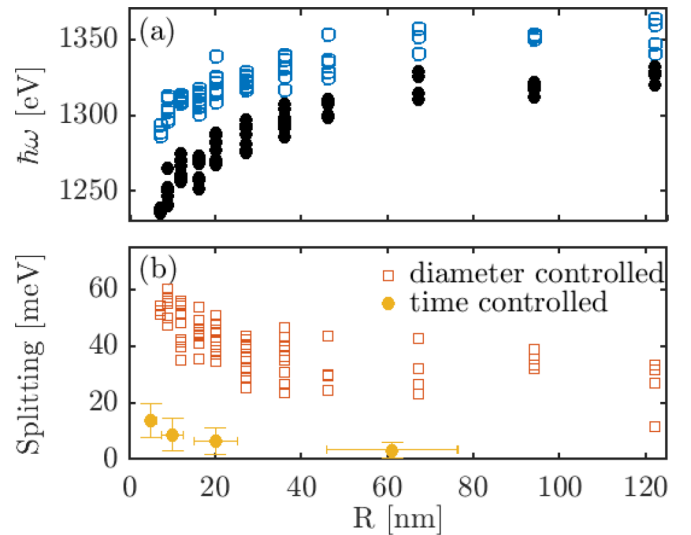 (a)
1350
1300
1250
ħω [eV]
(b)
diameter controlled
time controlled
60
40
20
0
Splitting [meV]
0 20 40 60 80 100 120
R [nm]